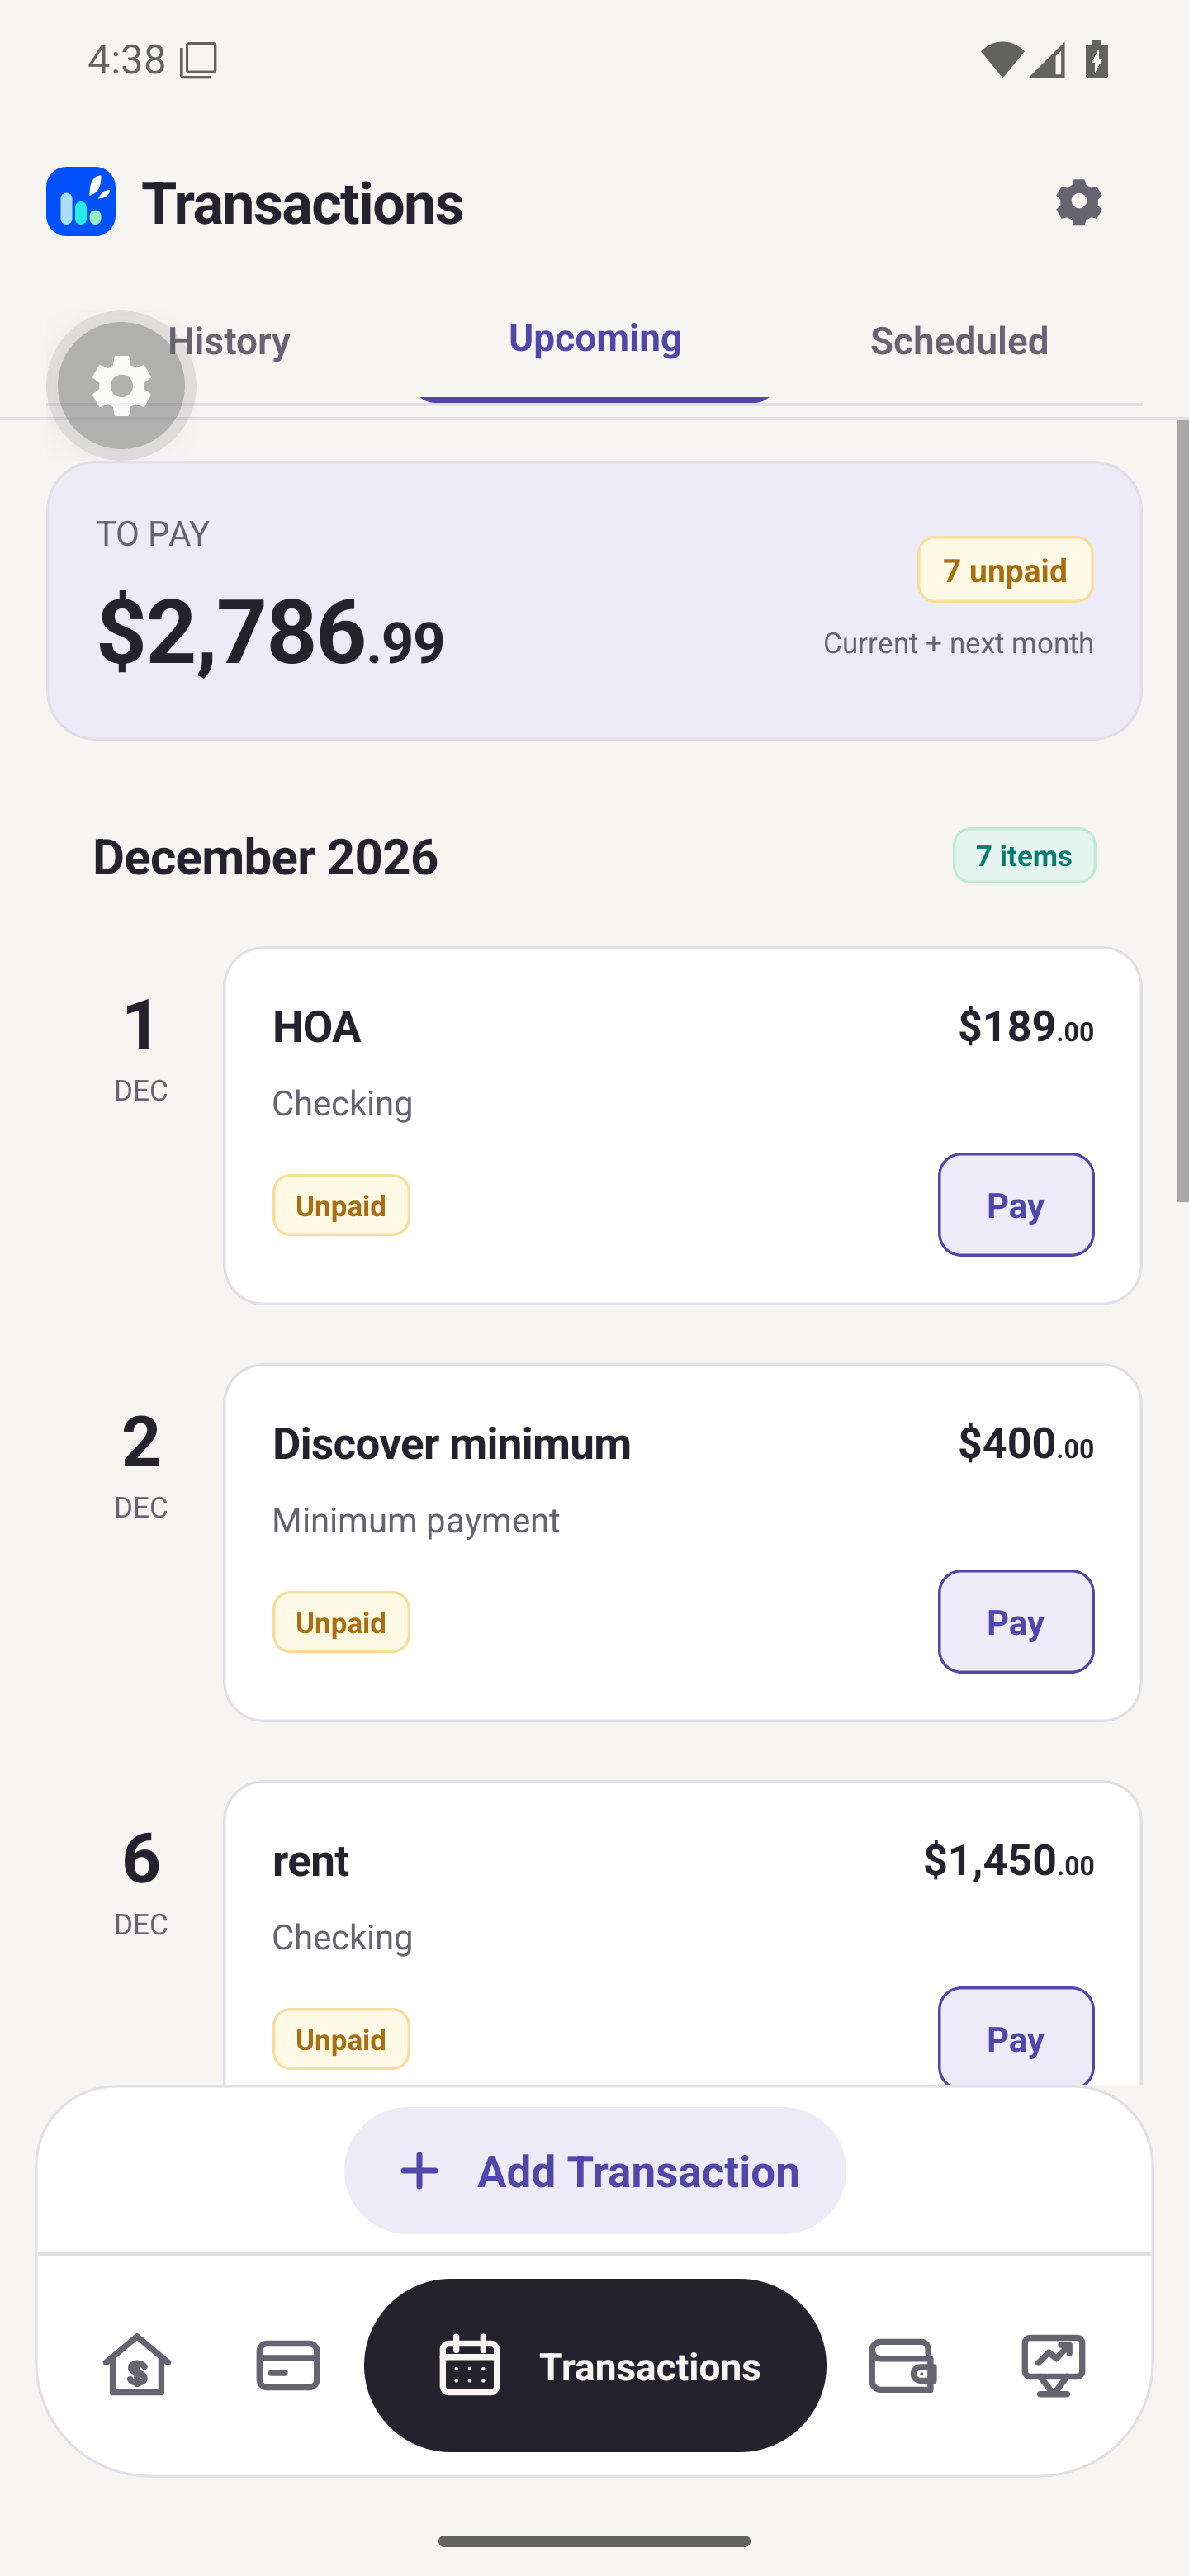 4:38
Transactions
History
Upcoming
Scheduled
TO PAY
$2,786.99
7 unpaid
Current + next month
December 2026
7 items
1
DEC
HOA
$189.00
Checking
Unpaid
Pay
2
DEC
Discover minimum
$400.00
Minimum payment
Unpaid
Pay
6
DEC
rent
$1,450.00
Checking
Unpaid
Pay
Add Transaction
Transactions